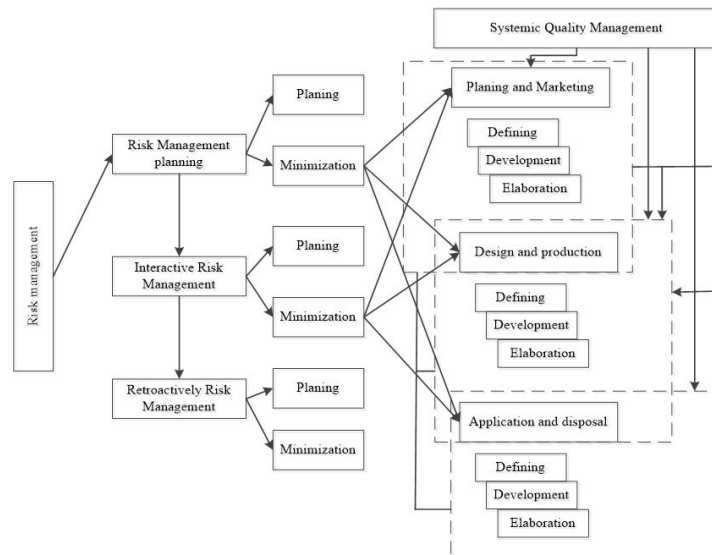 Systemic Quality Management
Planing
Planing and Marketing
Defining
Development
Elaboration
Risk Management
planning
Minimization
Risk management
Planing
Interactive Risk
Management
Minimization
Design and production
Defining
Development
Elaboration
Planing
Retroactively Risk
Management
Minimization
Application and disposal
Defining
Development
Elaboration